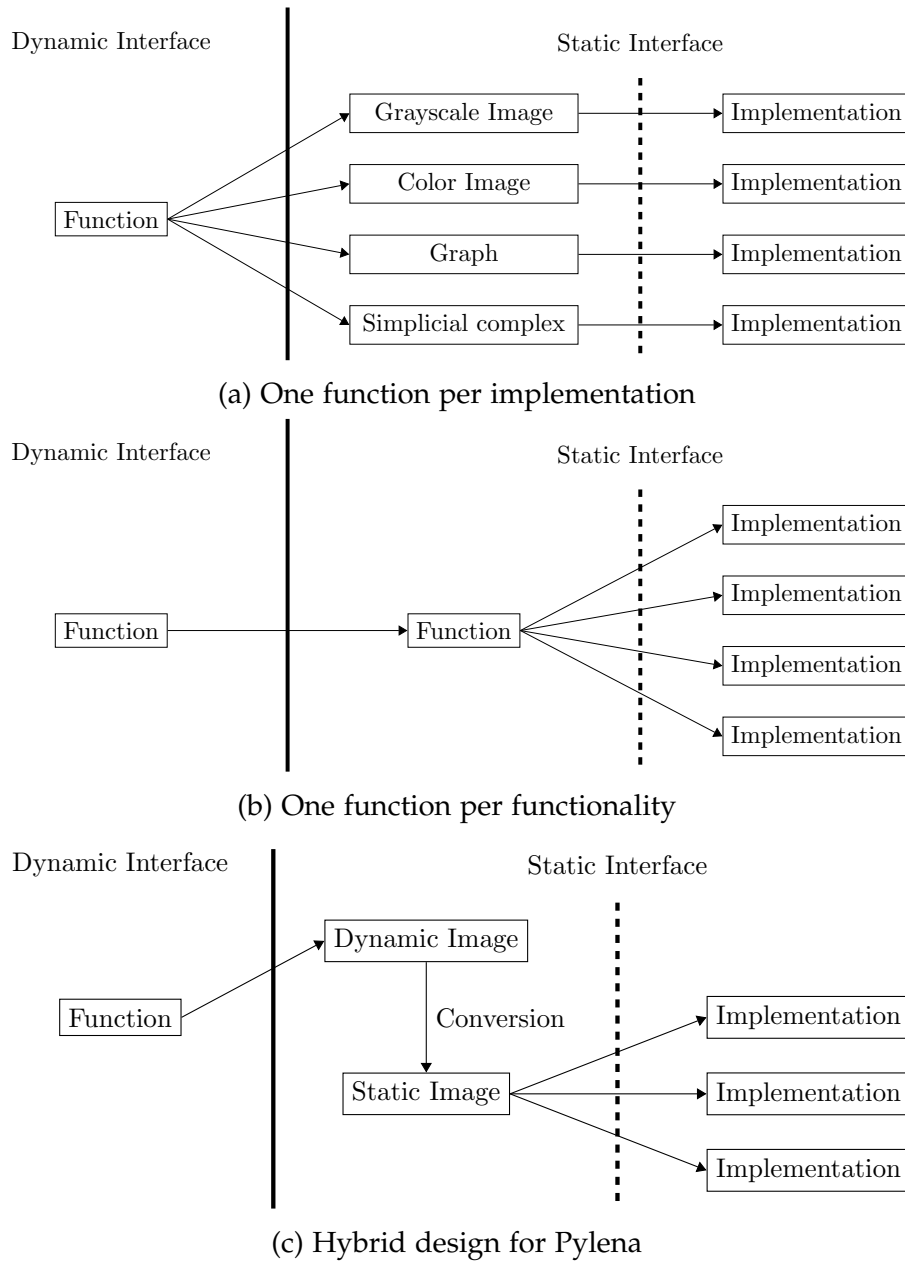 Dynamic Interface
Static Interface
Grayscale Image
Implementation
Color Image
Implementation
Function
Graph
Implementation
Simplicial complex
Implementation
(a) One function per implementation
Dynamic Interface
Static Interface
Implementation
Implementation
Function
Function
Implementation
Implementation
(b) One function per functionality
Dynamic Interface
Static Interface
Dynamic Image
Function
Conversion
Implementation
Static Image
Implementation
Implementation
(c) Hybrid design for Pylena